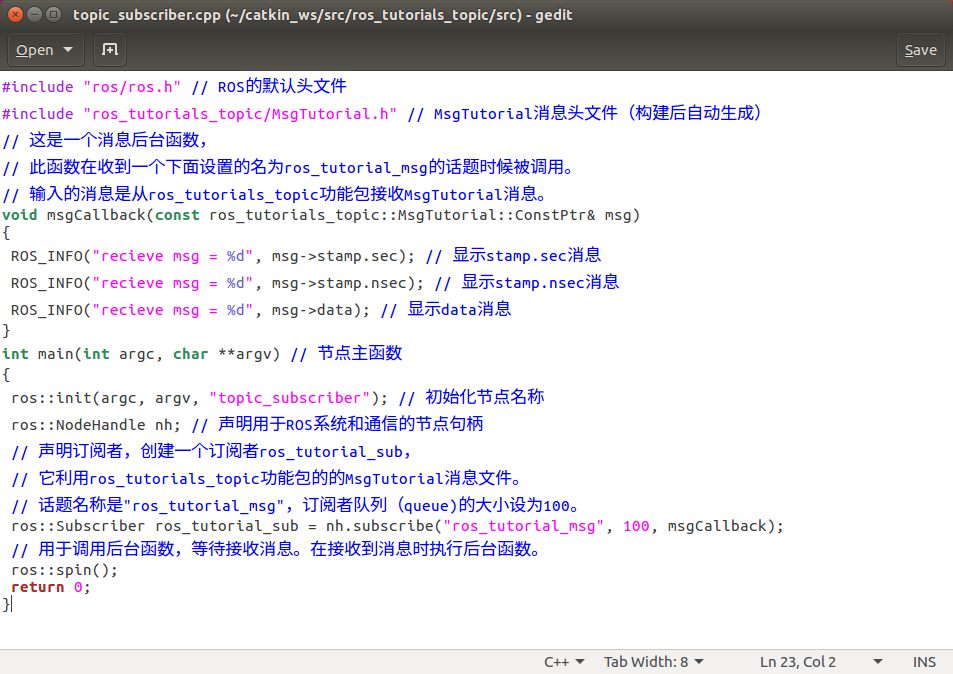 topic_subscriber.cpp (~/catkin_ws/src/ros_tutorials_topic/src) - gedit
Open Save
#include "ros/ros.h" // ROS的默认头文件
#include "ros_tutorials_topic/MsgTutorial.h" // MsgTutorial消息头文件（构建后自动生成）
// 这是一个消息后台函数，
// 此函数在收到一个下面设置的名为ros_tutorial_msg的话题时候被调用。
// 输入的消息是从ros_tutorials_topic功能包接收MsgTutorial消息。
void msgCallback(const ros_tutorials_topic::MsgTutorial::ConstPtr& msg)
{
 ROS_INFO("recieve msg = %d", msg->stamp.sec); // 显示stamp.sec消息
 ROS_INFO("recieve msg = %d", msg->stamp.nsec); // 显示stamp.nsec消息
 ROS_INFO("recieve msg = %d", msg->data); // 显示data消息
}
int main(int argc, char **argv) // 节点主函数
{
 ros::init(argc, argv, "topic_subscriber"); // 初始化节点名称
 ros::NodeHandle nh; // 声明用于ROS系统和通信的节点句柄
 // 声明订阅者，创建一个订阅者ros_tutorial_sub，
 // 它利用ros_tutorials_topic功能包的的MsgTutorial消息文件。
 // 话题名称是"ros_tutorial_msg"，订阅者队列（queue)的大小设为100。
 ros::Subscriber ros_tutorial_sub = nh.subscribe("ros_tutorial_msg", 100, msgCallback);
 // 用于调用后台函数，等待接收消息。在接收到消息时执行后台函数。
 ros::spin();
 return 0;
}
C++ Tab Width: 8 Ln 23, Col 2 INS